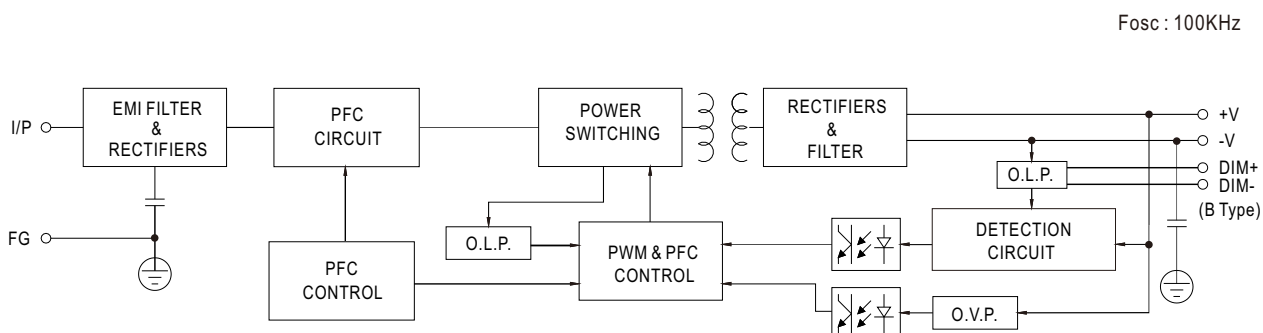 Fosc : 100KHz
I/P
EMI FILTER
&
RECTIFIERS
PFC
CIRCUIT
POWER
SWITCHING
RECTIFIERS
&
FILTER
+V
-V
DIM+
DIM-
(B Type)
O.L.P.
FG
O.L.P.
PFC
CONTROL
PWM & PFC
CONTROL
DETECTION
CIRCUIT
O.V.P.